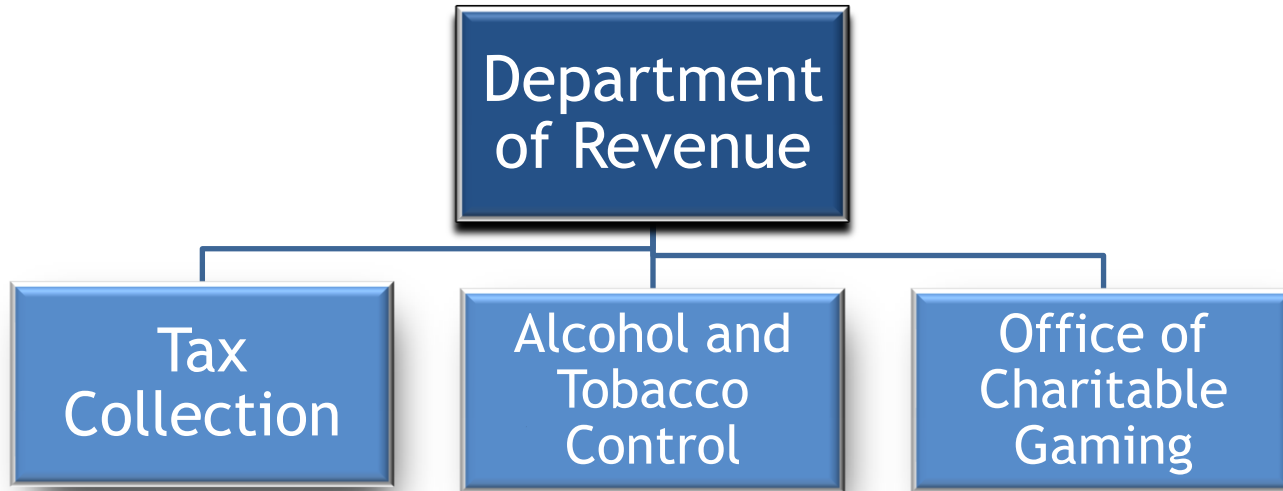 Department
of Revenue
Tax
Collection
Alcohol and
Tobacco
Control
Office of
Charitable
Gaming